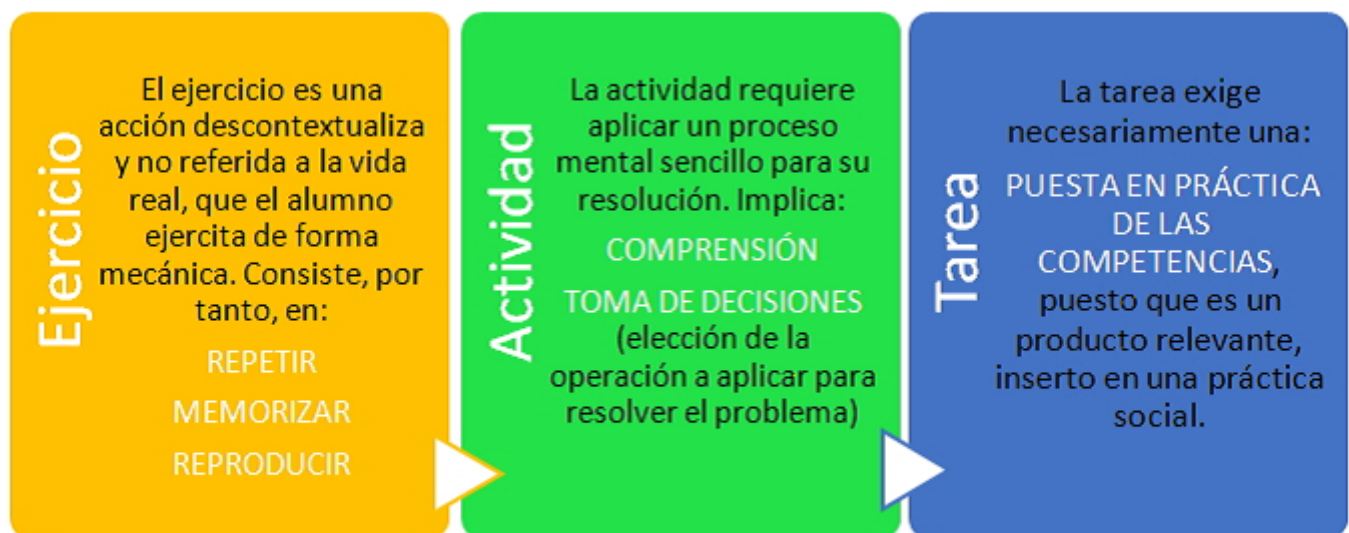 Ejercicio
El ejercicio es una
acción descontextualiza
y no referida a la vida
real, que el alumno
ejercita de forma
mecánica. Consiste, por
tanto, en:
REPETIR
MEMORIZAR
REPRODUCIR
Actividad
La actividad requiere
aplicar un proceso
mental sencillo para su
resolución. Implica:
COMPRENSIÓN
TOMA DE DECISIONES
(elección de la
operación a aplicar para
resolver el problema)
Tarea
La tarea exige
necesariamente una:
PUESTA EN PRÁCTICA
DE LAS
COMPETENCIAS,
puesto que es un
producto relevante,
inserto en una práctica
social.